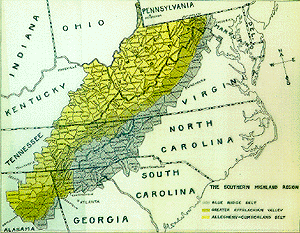 PENNSYLVANIA
OHIO
INDIANA
KENTUCKY
VIRGIN
TENNESSEE
NORTH
CAROLINA
SOUTH
CAROLINA
ATLANTA
GEORGIA
ALABAMA
THE SOUTHERN HIGHLAND REGION
BLUE RIDGE BELT
GREATER APPALACHIAN VALLEY
ALLEGHENY-CUMBERLAND BELT